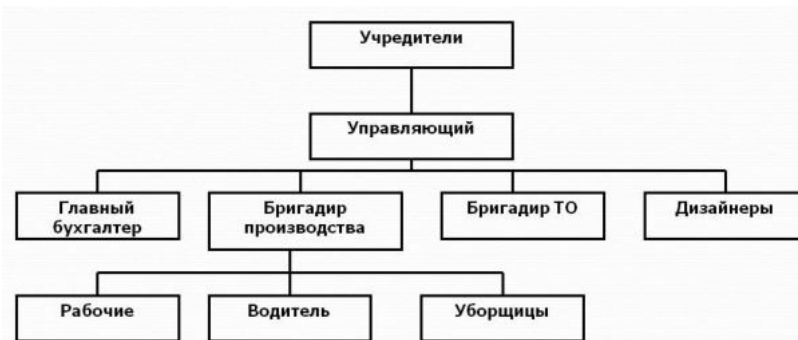 Учредители
Управляющий
Главный
бухгалтер
Бригадир
производства
Бригадир ТО
Дизайнеры
Рабочие
Водитель
Уборщицы